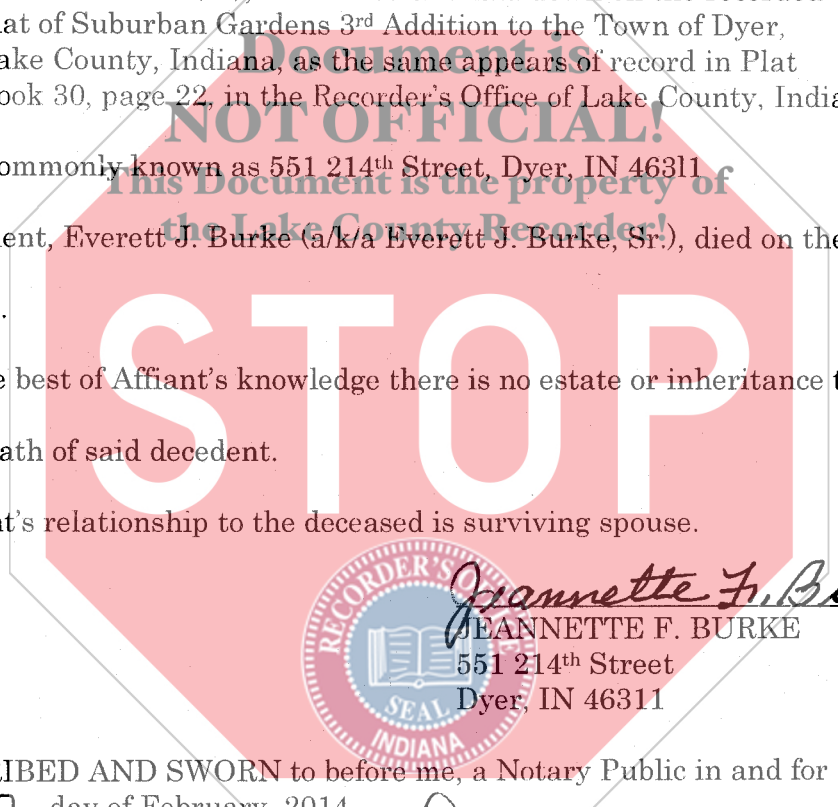 lat of Suburban Gardens 3rd Addition to the Town of Dyer,
Document is
ake County, Indiana, as the same appears of record in Plat
ook 30, page 22, in the Recorder's Office of Lake County, India
NOT OFFICIAL!
ommonly known as 551 214th Street, Dyer, IN 46311
This Document is the property of
the Lake County Recorder!
ent, Everett J. Burke (a/k/a Everett J. Burke, Sr.), died on the
.
STOP
e best of Affiant's knowledge there is no estate or inheritance t
ath of said decedent.
t's relationship to the deceased is surviving spouse.
RECORDER'S OFFICE
SEAL
INDIANA
Jeannette F. B
JEANNETTE F. BURKE
551 214th Street
Dyer, IN 46311
IBED AND SWORN to before me, a Notary Public in and for
day of February, 2014